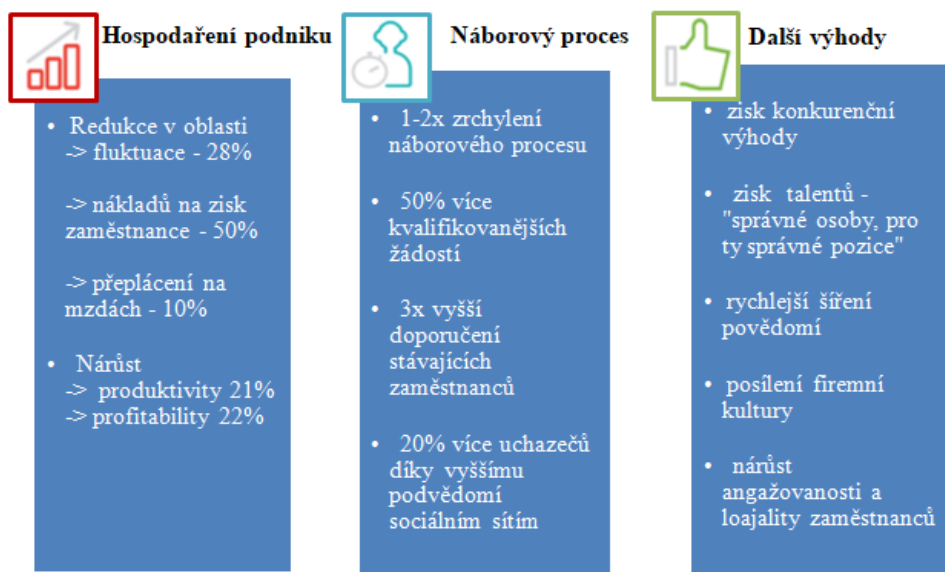 Hospodaření podniku
• Redukce v oblasti
-> fluktuace - 28%
-> nákladů na zisk
zaměstnance - 50%
-> přeplácení na
mzdách - 10%
• Nárůst
-> produktivity 21%
-> profitability 22%
Náborový proces
• 1-2x zrchylení
náborového procesu
• 50% více
kvalifikovanějších
žádostí
• 3x vyšší
doporučení
stávajících
zaměstnanců
• 20% více uchazečů
díky vyššímu
podvědomí
sociálním sítím
Další výhody
• zisk konkurenční
výhody
• zisk talentů -
"správné osoby, pro
ty správné pozice"
• rychlejší šíření
povědomí
• posílení firemní
kultury
• nárůst
angažovanosti a
loajality zaměstnanců